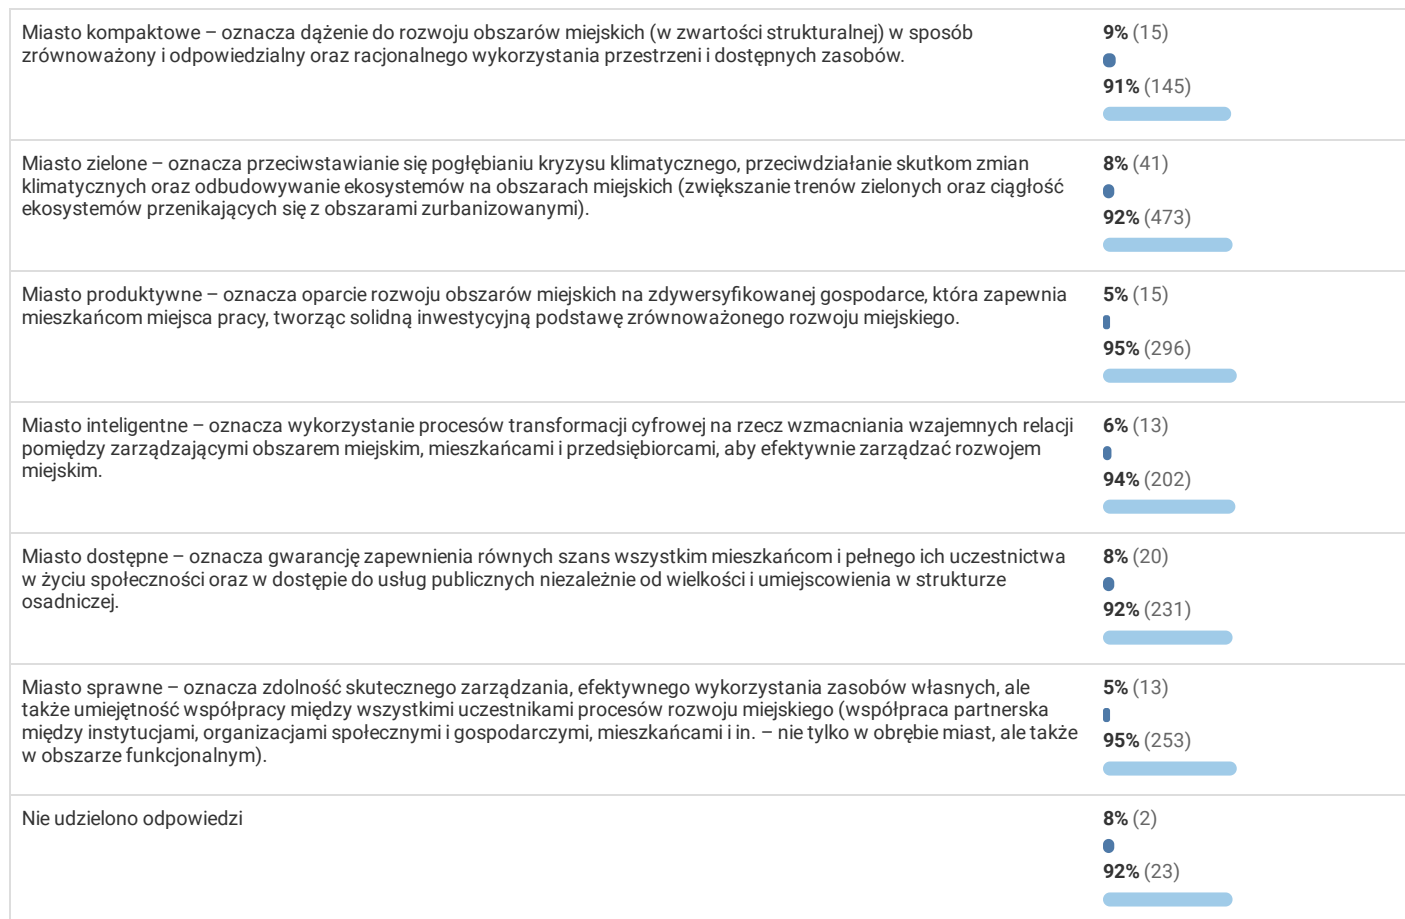 Miasto kompaktowe – oznacza dążenie do rozwoju obszarów miejskich (w zwartości strukturalnej) w sposób
zrównoważony i odpowiedzialny oraz racjonalnego wykorzystania przestrzeni i dostępnych zasobów.
9% (15)
91% (145)
Miasto zielone – oznacza przeciwstawianie się pogłębianiu kryzysu klimatycznego, przeciwdziałanie skutkom zmian
klimatycznych oraz odbudowywanie ekosystemów na obszarach miejskich (zwiększanie trenów zielonych oraz ciągłość
ekosystemów przenikających się z obszarami zurbanizowanymi).
8% (41)
92% (473)
Miasto produktywne – oznacza oparcie rozwoju obszarów miejskich na zdywersyfikowanej gospodarce, która zapewnia
mieszkańcom miejsca pracy, tworząc solidną inwestycyjną podstawę zrównoważonego rozwoju miejskiego.
5% (15)
95% (296)
Miasto inteligentne – oznacza wykorzystanie procesów transformacji cyfrowej na rzecz wzmacniania wzajemnych relacji
pomiędzy zarządzającymi obszarem miejskim, mieszkańcami i przedsiębiorcami, aby efektywnie zarządzać rozwojem
miejskim.
6% (13)
94% (202)
Miasto dostępne – oznacza gwarancję zapewnienia równych szans wszystkim mieszkańcom i pełnego ich uczestnictwa
w życiu społeczności oraz w dostępie do usług publicznych niezależnie od wielkości i umiejscowienia w strukturze
osadniczej.
8% (20)
92% (231)
Miasto sprawne – oznacza zdolność skutecznego zarządzania, efektywnego wykorzystania zasobów własnych, ale
także umiejętność współpracy między wszystkimi uczestnikami procesów rozwoju miejskiego (współpraca partnerska
między instytucjami, organizacjami społecznymi i gospodarczymi, mieszkańcami i in. – nie tylko w obrębie miast, ale także
w obszarze funkcjonalnym).
5% (13)
95% (253)
Nie udzielono odpowiedzi
8% (2)
92% (23)